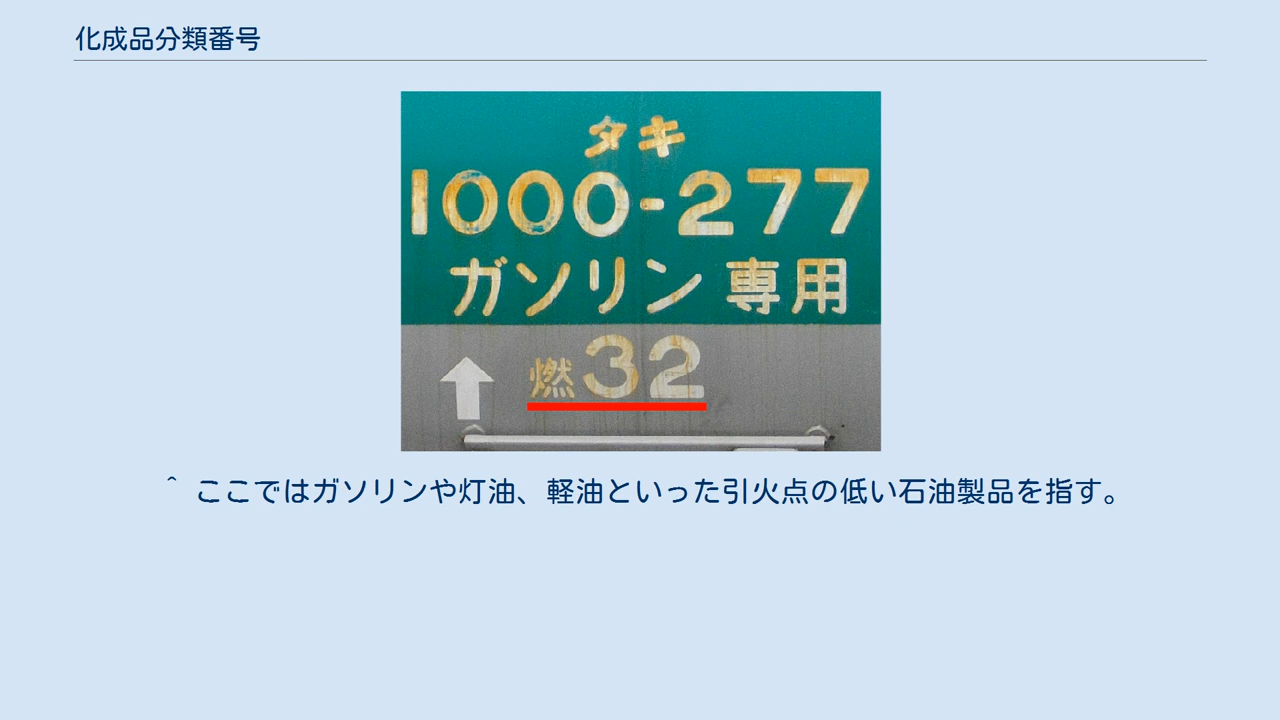 化成品分類番号
タキ
1000-277
ガソリン専用
燃32
^ ここではガソリンや灯油、軽油といった引火点の低い石油製品を指す。